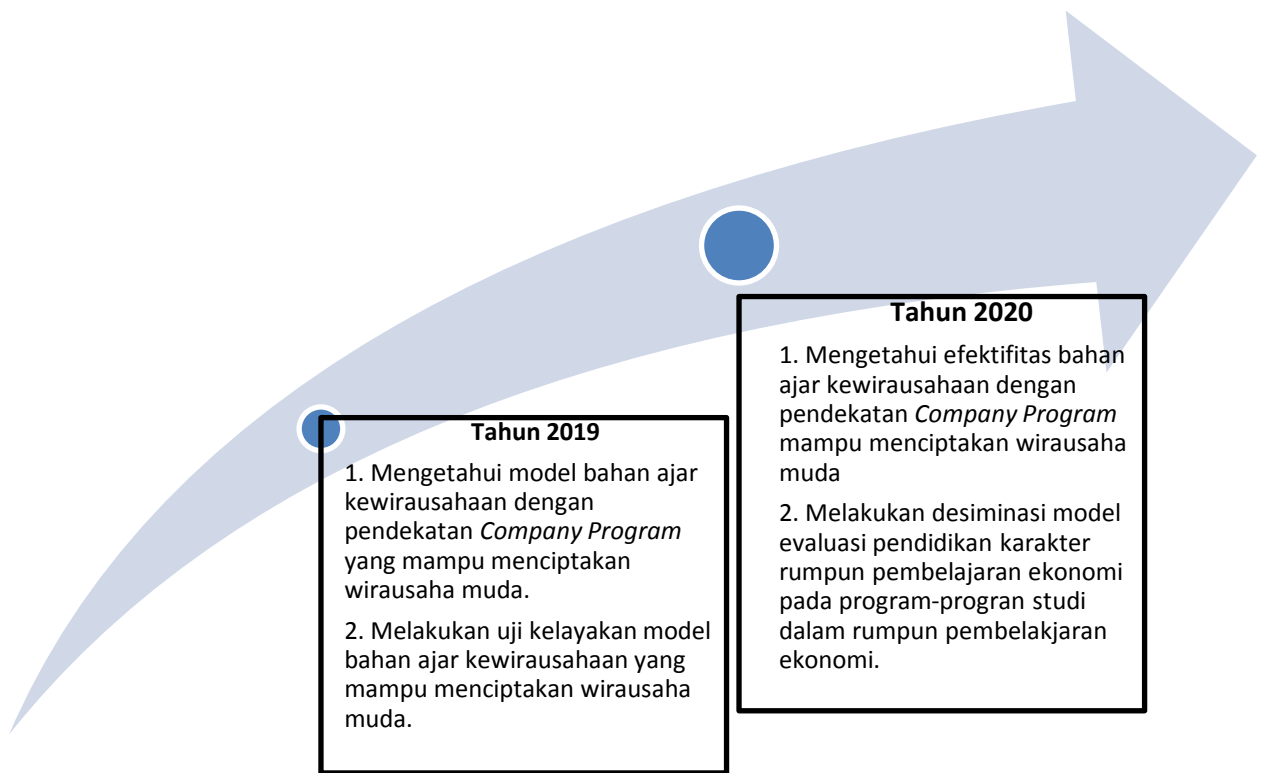 Tahun 2019
1. Mengetahui model bahan ajar
kewirausahaan dengan
pendekatan Company Program
yang mampu menciptakan
wirausaha muda.
2. Melakukan uji kelayakan model
bahan ajar kewirausahaan yang
mampu menciptakan wirausaha
muda.
Tahun 2020
1. Mengetahui efektifitas bahan
ajar kewirausahaan dengan
pendekatan Company Program
mampu menciptakan wirausaha
muda
2. Melakukan desiminasi model
evaluasi pendidikan karakter
rumpun pembelajaran ekonomi
pada program-progran studi
dalam rumpun pembelakjaran
ekonomi.